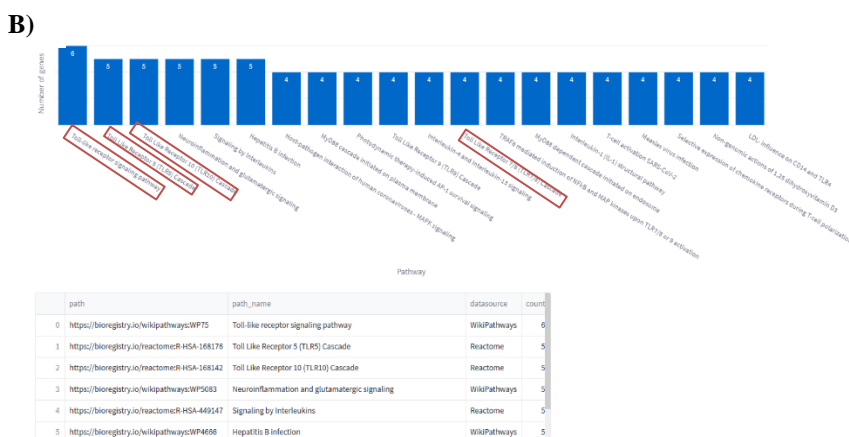 B)
Number of genes
6
5
5
5
5
5
4
4
4
4
4
4
4
4
4
4
4
4
4
4
Toll-like receptor signaling pathway
Toll Like Receptor 5 (TLR5) Cascade
Toll Like Receptor 10 (TLR10) Cascade
Neuroinflammation and glutamatergic signaling
Signaling by Interleukins
Hepatitis B infection
Host-pathogen interaction of human coronaviruses - MAPK signaling
MyD88 cascade initiated on plasma membrane
Photodynamic therapy-induced AP-1 survival signaling
Toll Like Receptor 9 (TLR9) Cascade
Interleukin-4 and Interleukin-13 signaling
Toll Like Receptor 7/8 (TLR7/8) Cascade
TRAF6 mediated induction of NFkB and MAP kinases upon TLR7/8 or 9 activation
MyD88 dependent cascade initiated on endosome
Interleukin-1 (IL-1) structural pathway
T-cell activation SARS-CoV-2
Measles virus infection
Selective expression of chemokine receptors during T-cell polarization
Non-genomic actions of 1,25 dihydroxyvitamin D3
LDL- influence on CD14 and TLR4
Pathway
path path_name datasource count
0 https://bioregistry.io/wikipathways:WP75 Toll-like receptor signaling pathway WikiPathways 6
1 https://bioregistry.io/reactome:R-HSA-168176 Toll Like Receptor 5 (TLR5) Cascade Reactome 5
2 https://bioregistry.io/reactome:R-HSA-168142 Toll Like Receptor 10 (TLR10) Cascade Reactome 5
3 https://bioregistry.io/wikipathways:WP5083 Neuroinflammation and glutamatergic signaling WikiPathways 5
4 https://bioregistry.io/reactome:R-HSA-449147 Signaling by Interleukins Reactome 5
5 https://bioregistry.io/wikipathways:WP4666 Hepatitis B infection WikiPathways 5